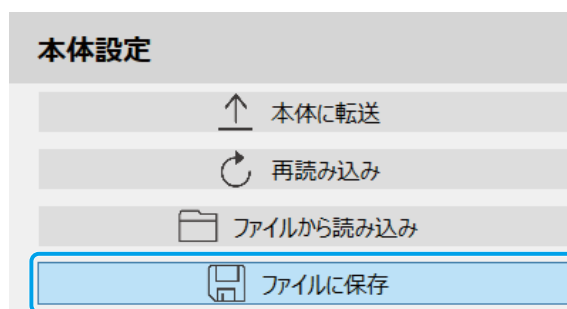 本体設定
本体に転送
再読み込み
ファイルから読み込み
ファイルに保存